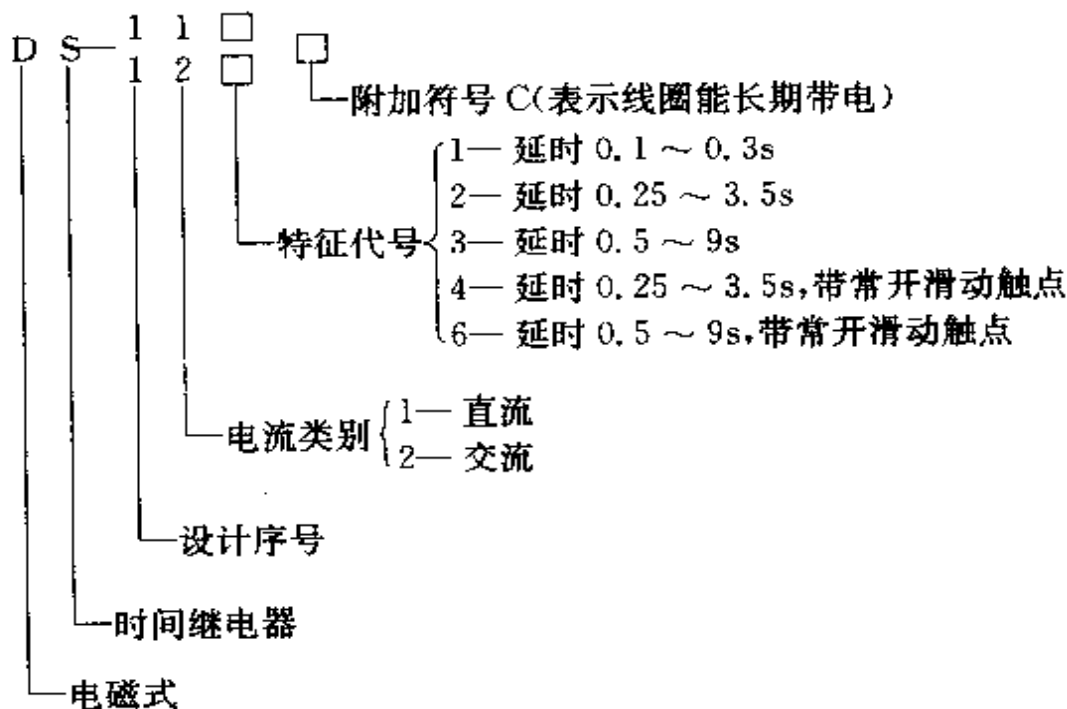 D S— 1 1 □ □
1 2 □
附加符号 C(表示线圈能长期带电)
1— 延时 0.1 ~ 0.3s
2— 延时 0.25 ~ 3.5s
特征代号 3— 延时 0.5 ~ 9s
4— 延时 0.25 ~ 3.5s,带常开滑动触点
6— 延时 0.5 ~ 9s,带常开滑动触点
电流类别 1— 直流
2— 交流
设计序号
时间继电器
电磁式